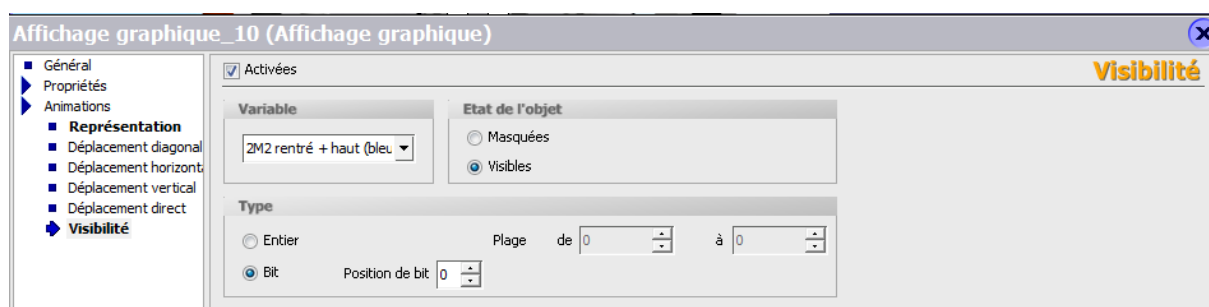 Affichage graphique_10 (Affichage graphique)
Général
Propriétés
Animations
Représentation
Déplacement diagonal
Déplacement horizonta
Déplacement vertical
Déplacement direct
Visibilité
Activées
Visibilité
Variable
2M2 rentré + haut (bleu
Etat de l'objet
Masquées
Visibles
Type
Entier Plage de 0 à 0
Bit Position de bit 0